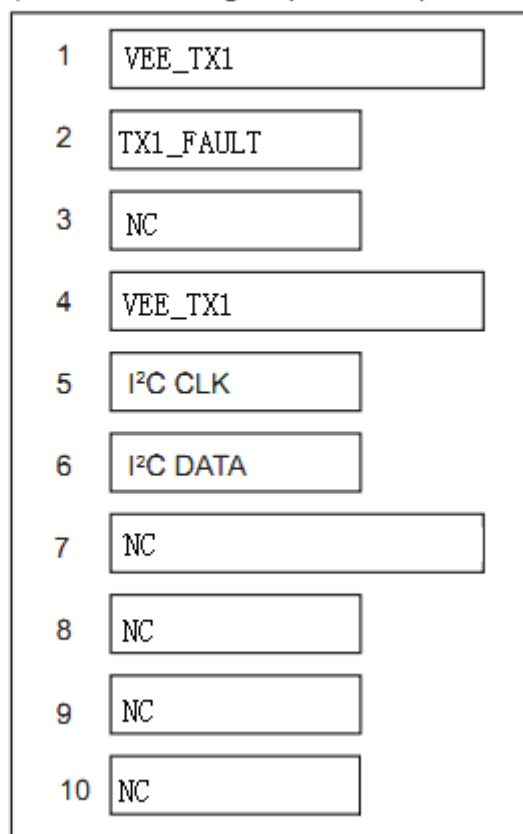 1 VEE_TX1
2 TX1_FAULT
3 NC
4 VEE_TX1
5 I²C CLK
6 I²C DATA
7 NC
8 NC
9 NC
10 NC